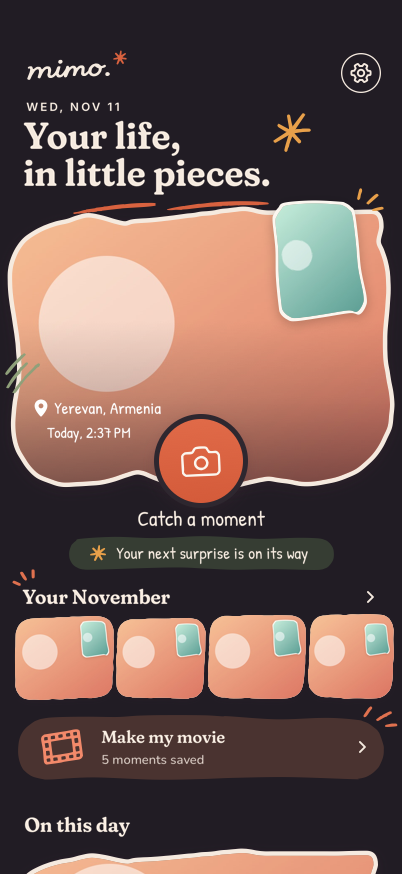 mimo.
WED, NOV 11
Your life,
in little pieces.
Yerevan, Armenia
Today, 2:37 PM
Catch a moment
Your next surprise is on its way
Your November
Make my movie
5 moments saved
On this day